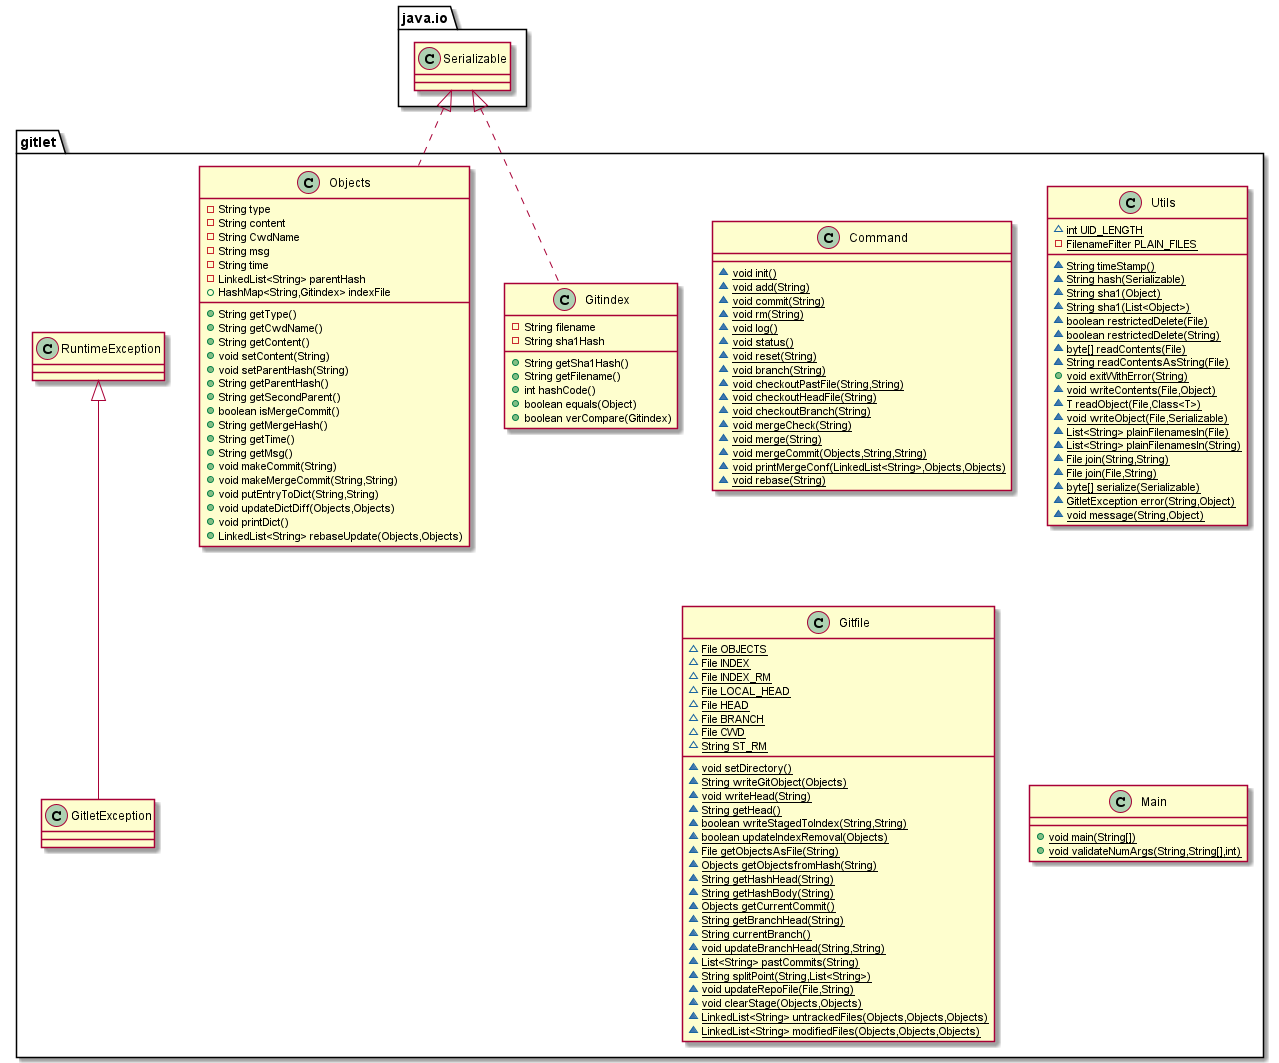 java.io
C Serializable
gitlet
C Objects
String type
String content
String CwdName
String msg
String time
LinkedList<String> parentHash
HashMap<String,Gitindex> indexFile
String getType()
String getCwdName()
String getContent()
void setContent(String)
void setParentHash(String)
String getParentHash()
String getSecondParent()
boolean isMergeCommit()
String getMergeHash()
String getTime()
String getMsg()
void makeCommit(String)
void makeMergeCommit(String,String)
void putEntryToDict(String,String)
void updateDictDiff(Objects,Objects)
void printDict()
LinkedList<String> rebaseUpdate(Objects,Objects)
C Gitindex
String filename
String sha1Hash
String getSha1Hash()
String getFilename()
int hashCode()
boolean equals(Object)
boolean verCompare(Gitindex)
C Command
void init()
void add(String)
void commit(String)
void rm(String)
void log()
void status()
void reset(String)
void branch(String)
void checkoutPastFile(String,String)
void checkoutHeadFile(String)
void checkoutBranch(String)
void mergeCheck(String)
void merge(String)
void mergeCommit(Objects,String,String)
void printMergeConf(LinkedList<String>,Objects,Objects)
void rebase(String)
C Utils
int UID_LENGTH
FilenameFilter PLAIN_FILES
String timeStamp()
String hash(Serializable)
String sha1(Object)
String sha1(List<Object>)
boolean restrictedDelete(File)
boolean restrictedDelete(String)
byte[] readContents(File)
String readContentsAsString(File)
void exitWithError(String)
void writeContents(File,Object)
T readObject(File,Class<T>)
void writeObject(File,Serializable)
List<String> plainFilenamesIn(File)
List<String> plainFilenamesIn(String)
File join(String,String)
File join(File,String)
byte[] serialize(Serializable)
GitletException error(String,Object)
void message(String,Object)
C RuntimeException
C GitletException
C Gitfile
File OBJECTS
File INDEX
File INDEX_RM
File LOCAL_HEAD
File HEAD
File BRANCH
File CWD
String ST_RM
void setDirectory()
String writeGitObject(Objects)
void writeHead(String)
String getHead()
boolean writeStagedToIndex(String,String)
boolean updateIndexRemoval(Objects)
File getObjectsAsFile(String)
Objects getObjectsfromHash(String)
String getHashHead(String)
String getHashBody(String)
Objects getCurrentCommit()
String getBranchHead(String)
String currentBranch()
void updateBranchHead(String,String)
List<String> pastCommits(String)
String splitPoint(String,List<String>)
void updateRepoFile(File,String)
void clearStage(Objects,Objects)
LinkedList<String> untrackedFiles(Objects,Objects,Objects)
LinkedList<String> modifiedFiles(Objects,Objects,Objects)
C Main
void main(String[])
void validateNumArgs(String,String[],int)